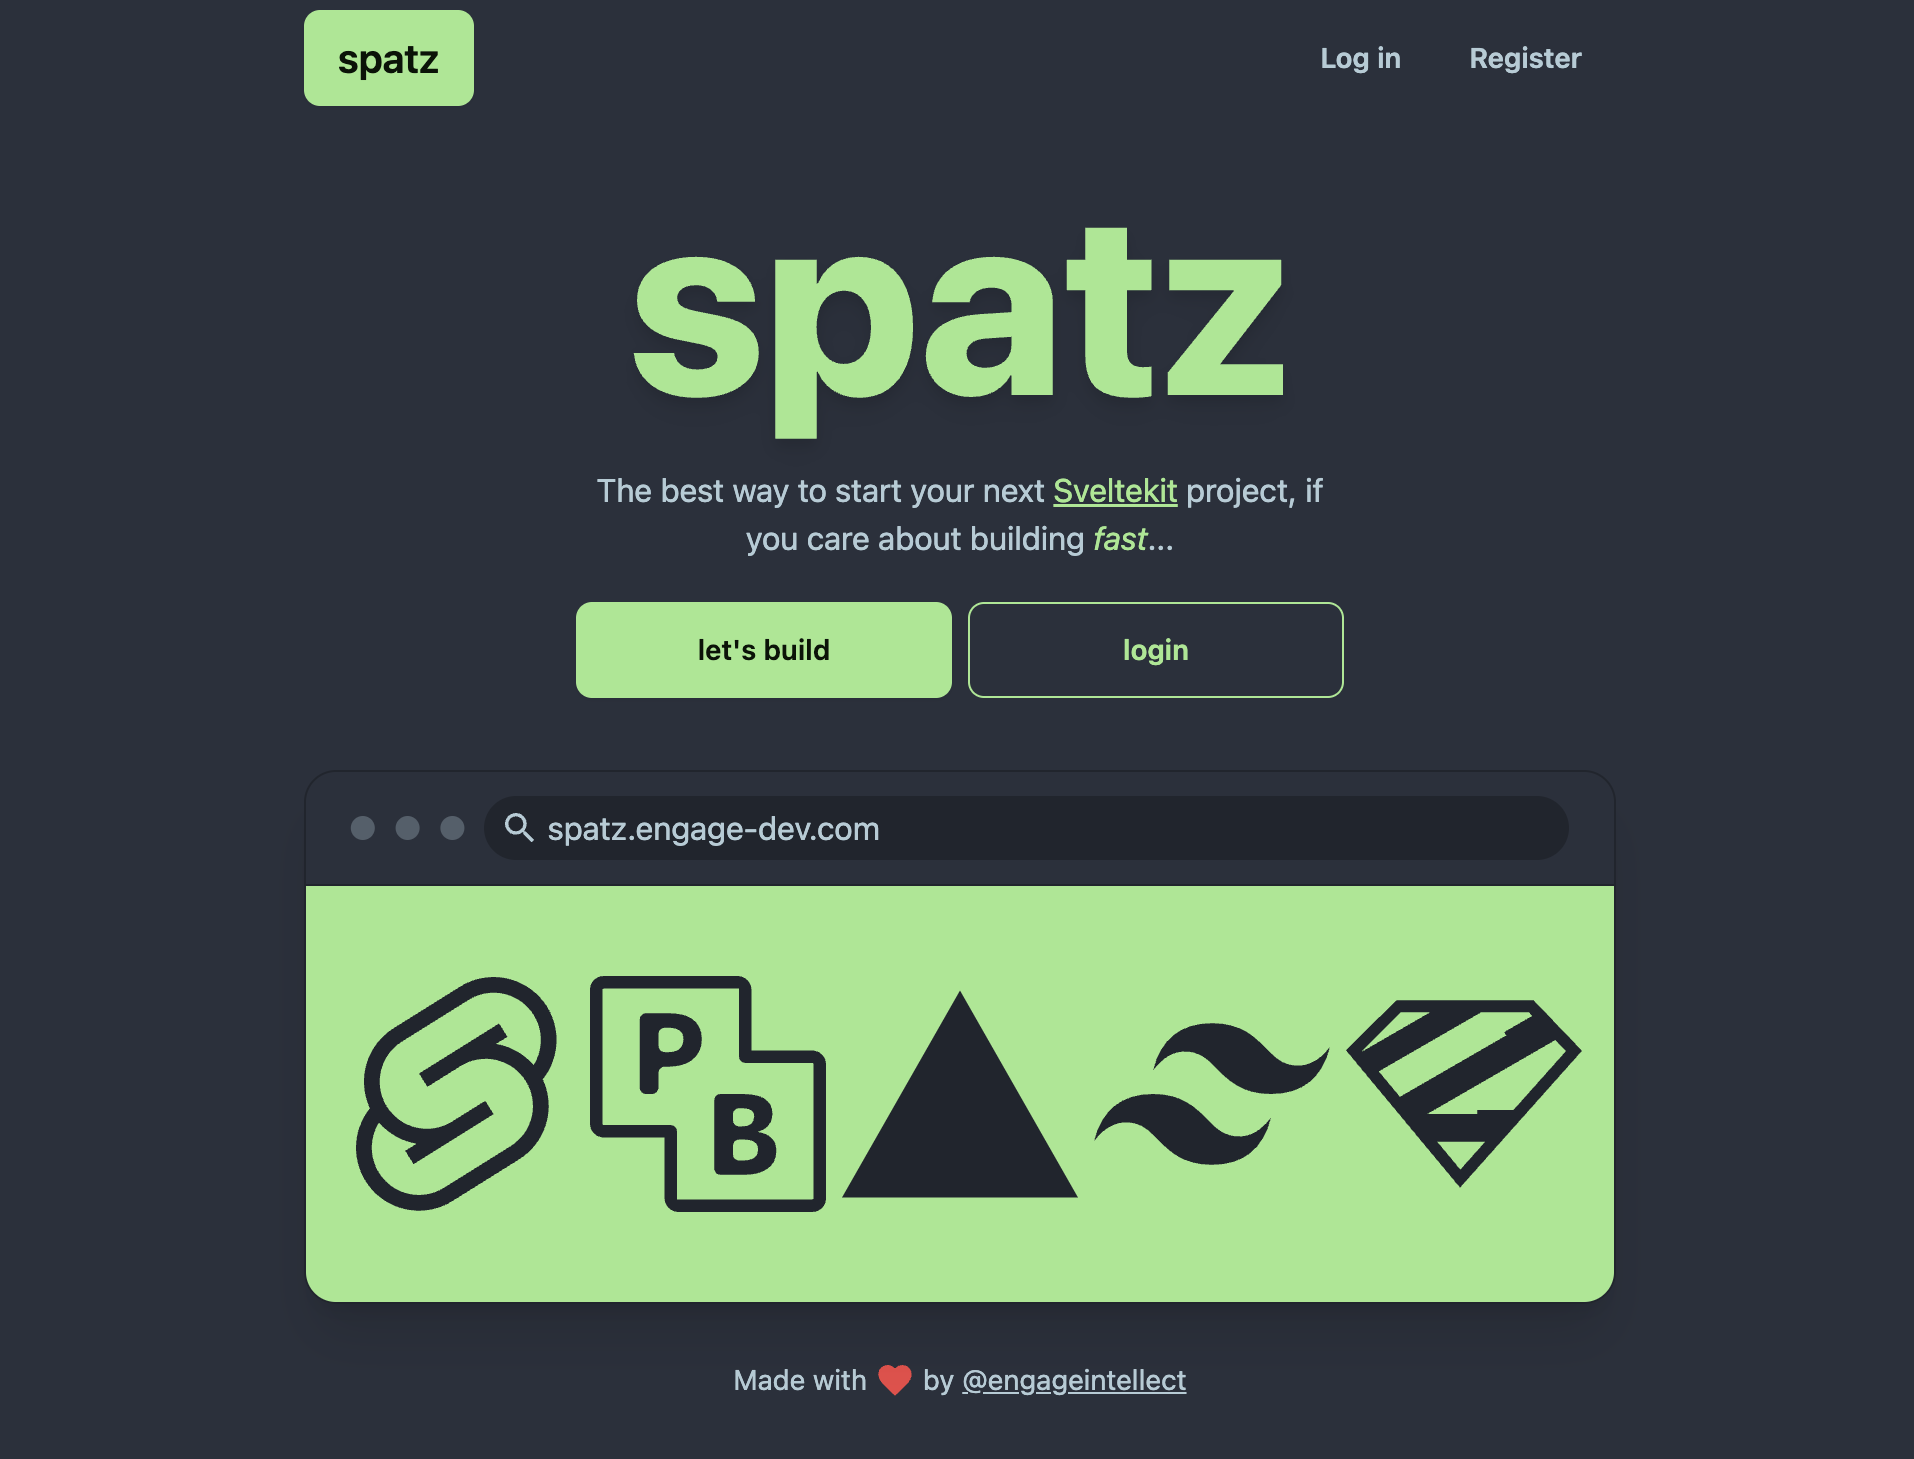 spatz
Log in
Register
spatz
The best way to start your next Sveltekit project, if
you care about building fast...
let's build
login
spatz.engage-dev.com
P
B
Made with ❤ by @engageintellect